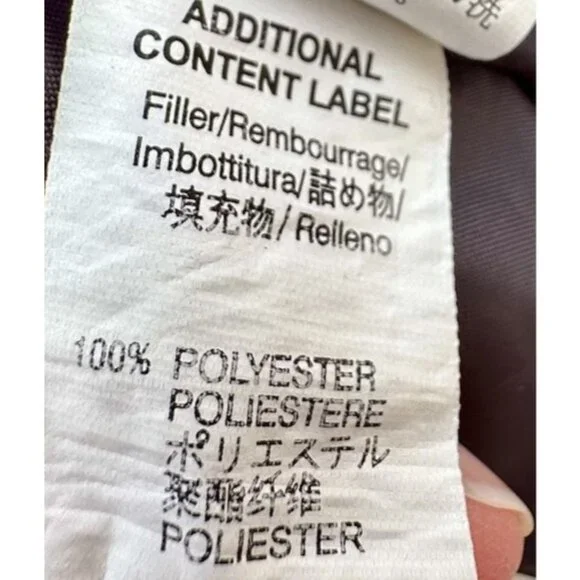 洗
ADDITIONAL
CONTENT LABEL
Filler/Rembourrage/
Imbottitura/詰め物/
填充物/Relleno
100% POLYESTER
POLIESTERE
ポリエステル
聚酯纤维
POLIESTER